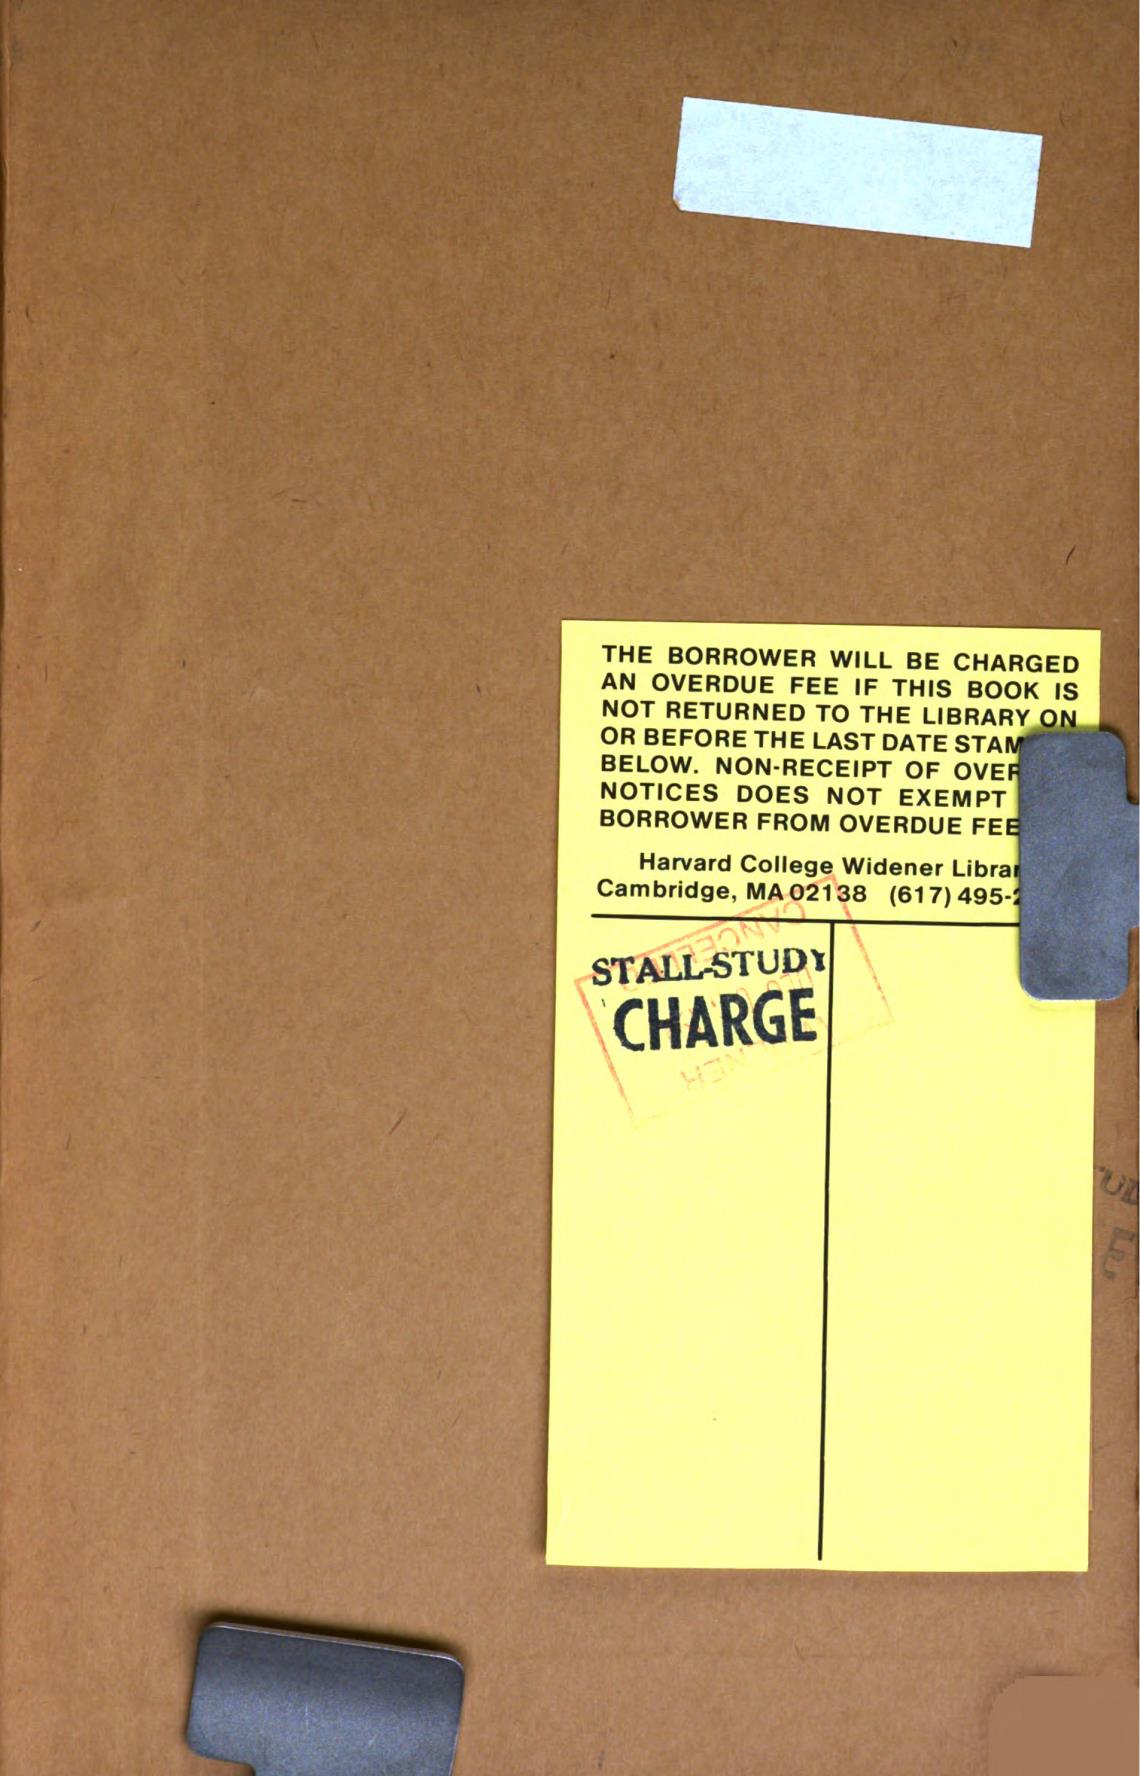 THE BORROWER WILL BE CHARGED
AN OVERDUE FEE IF THIS BOOK IS
NOT RETURNED TO THE LIBRARY ON
OR BEFORE THE LAST DATE STAM
BELOW. NON-RECEIPT OF OVER
NOTICES DOES NOT EXEMPT
BORROWER FROM OVERDUE FEE
Harvard College Widener Librar
Cambridge, MA 02138 (617) 495-2
CANCELLED
STALL-STUDY
CHARGE